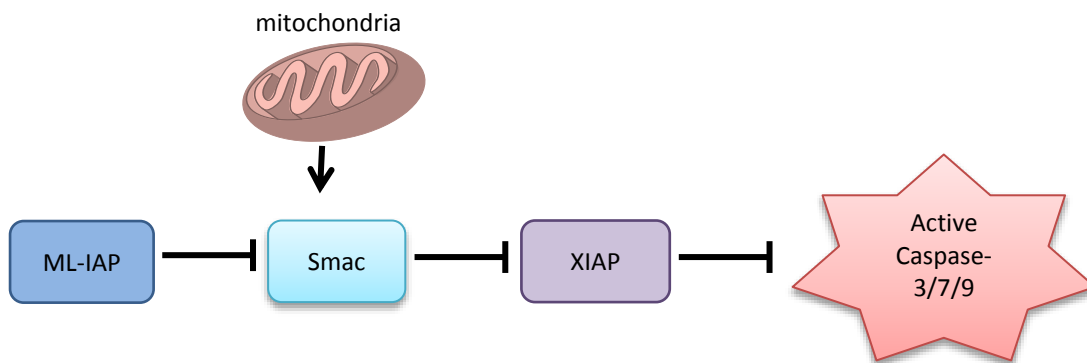 mitochondria
ML-IAP
Smac
XIAP
Active
Caspase-
3/7/9